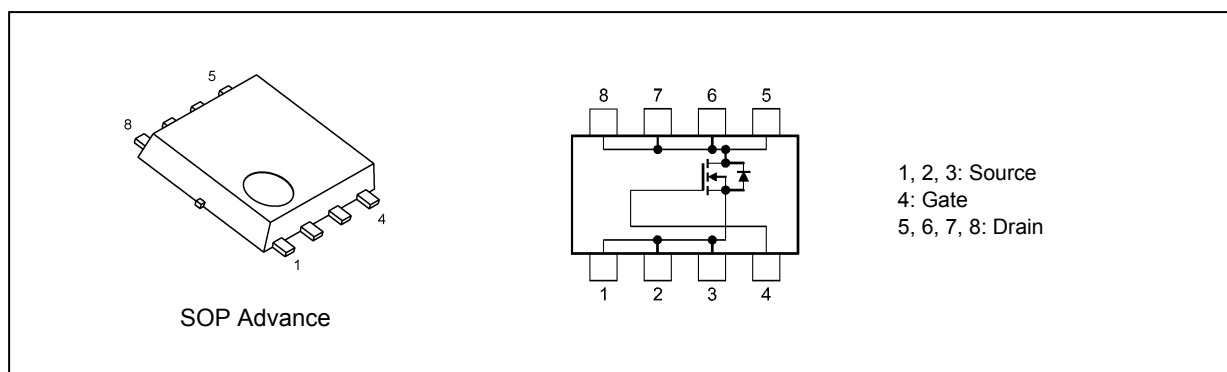 5
8
4
1
SOP Advance
8 7 6 5
1 2 3 4
1, 2, 3: Source
4: Gate
5, 6, 7, 8: Drain